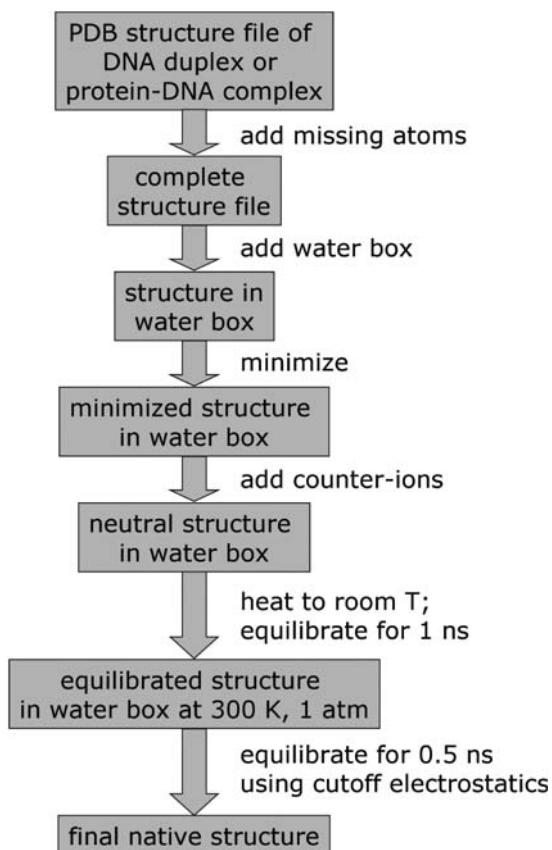 PDB structure file of
DNA duplex or
protein-DNA complex
add missing atoms
complete
structure file
add water box
structure in
water box
minimize
minimized structure
in water box
add counter-ions
neutral structure
in water box
heat to room T;
equilibrate for 1 ns
equilibrated structure
in water box at 300 K, 1 atm
equilibrate for 0.5 ns
using cutoff electrostatics
final native structure